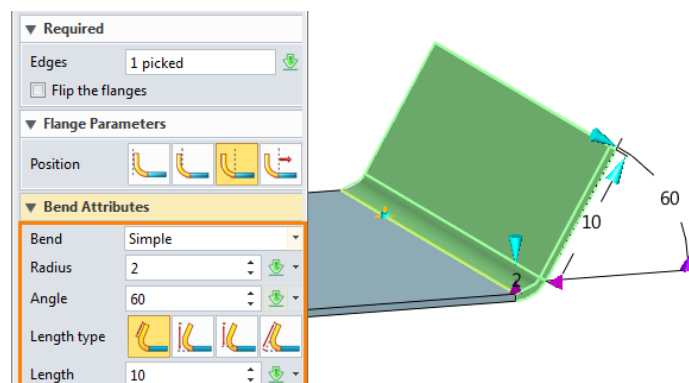 Required
Edges 1 picked
Flip the flanges
Flange Parameters
Position
Bend Attributes
Bend Simple
Radius 2
Angle 60
Length type
Length 10
60
10
2